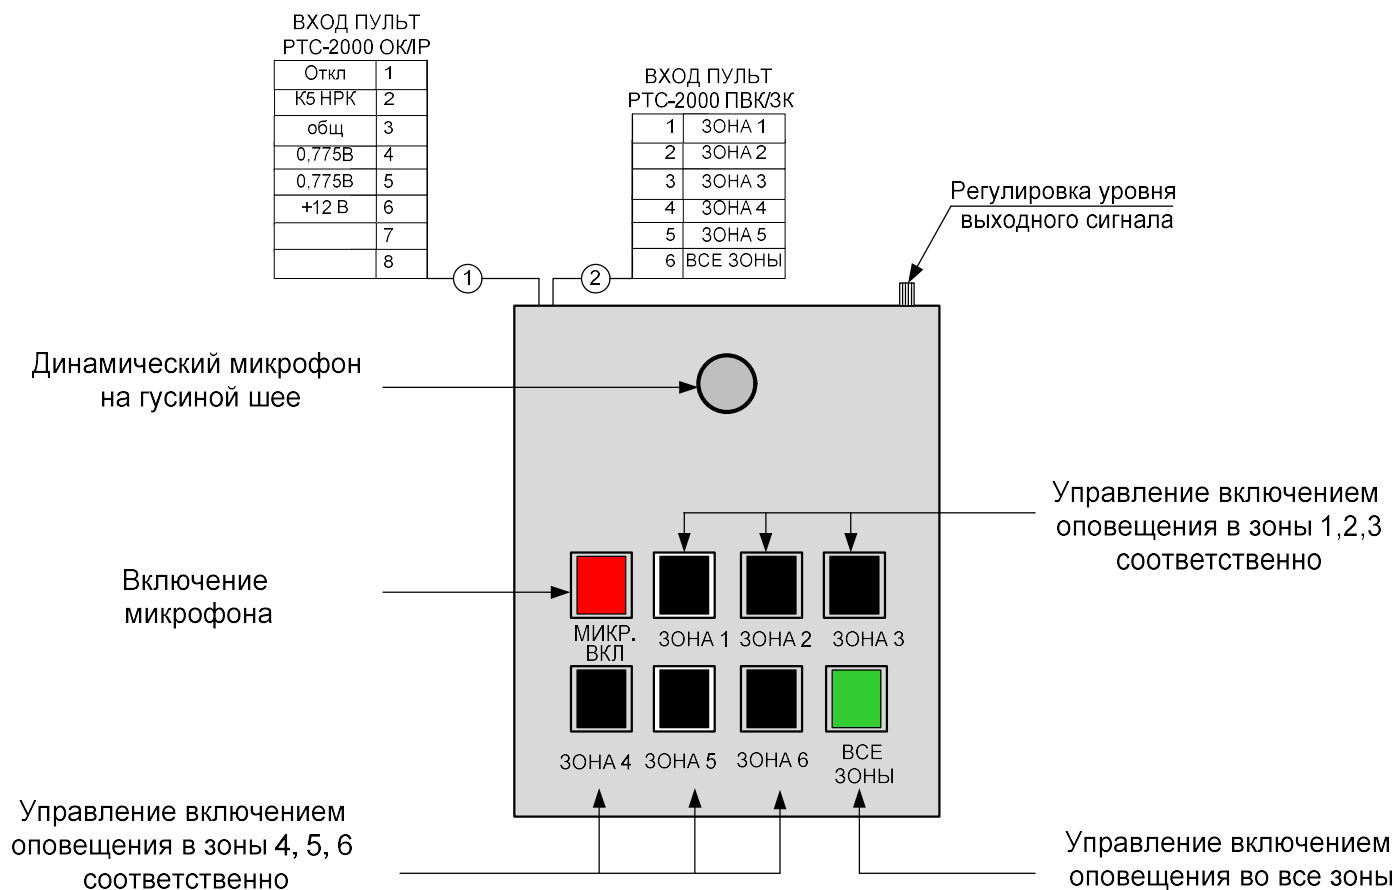 ВХОД ПУЛЬТ
РТС-2000 ОК/IP
Откл 1
К5 НРК 2
общ 3
0,775В 4
0,775В 5
+12 В 6
7
8
ВХОД ПУЛЬТ
РТС-2000 ПВК/ЗК
1 ЗОНА 1
2 ЗОНА 2
3 ЗОНА 3
4 ЗОНА 4
5 ЗОНА 5
6 ВСЕ ЗОНЫ
1
2
Регулировка уровня
выходного сигнала
Динамический микрофон
на гусиной шее
Управление включением
оповещения в зоны 1,2,3
соответственно
Включение
микрофона
МИКР.
ВКЛ
ЗОНА 1
ЗОНА 2
ЗОНА 3
ЗОНА 4
ЗОНА 5
ЗОНА 6
ВСЕ
ЗОНЫ
Управление включением
оповещения в зоны 4, 5, 6
соответственно
Управление включением
оповещения во все зоны